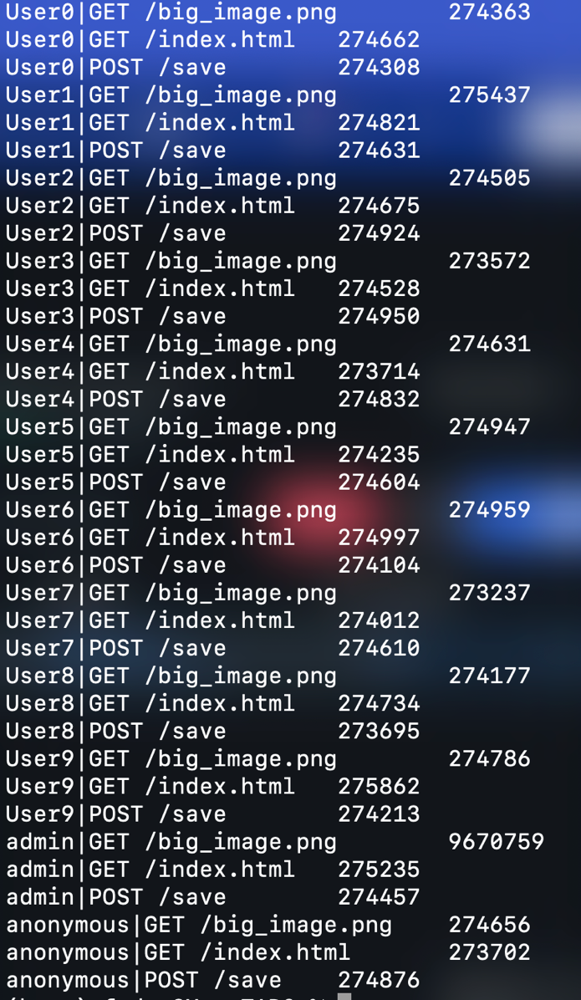 User0|GET /big_image.png 274363
User0|GET /index.html 274662
User0|POST /save 274308
User1|GET /big_image.png 275437
User1|GET /index.html 274821
User1|POST /save 274631
User2|GET /big_image.png 274505
User2|GET /index.html 274675
User2|POST /save 274924
User3|GET /big_image.png 273572
User3|GET /index.html 274528
User3|POST /save 274950
User4|GET /big_image.png 274631
User4|GET /index.html 273714
User4|POST /save 274832
User5|GET /big_image.png 274947
User5|GET /index.html 274235
User5|POST /save 274604
User6|GET /big_image.png 274959
User6|GET /index.html 274997
User6|POST /save 274104
User7|GET /big_image.png 273237
User7|GET /index.html 274012
User7|POST /save 274610
User8|GET /big_image.png 274177
User8|GET /index.html 274734
User8|POST /save 273695
User9|GET /big_image.png 274786
User9|GET /index.html 275862
User9|POST /save 274213
admin|GET /big_image.png 9670759
admin|GET /index.html 275235
admin|POST /save 274457
anonymous|GET /big_image.png 274656
anonymous|GET /index.html 273702
anonymous|POST /save 274876